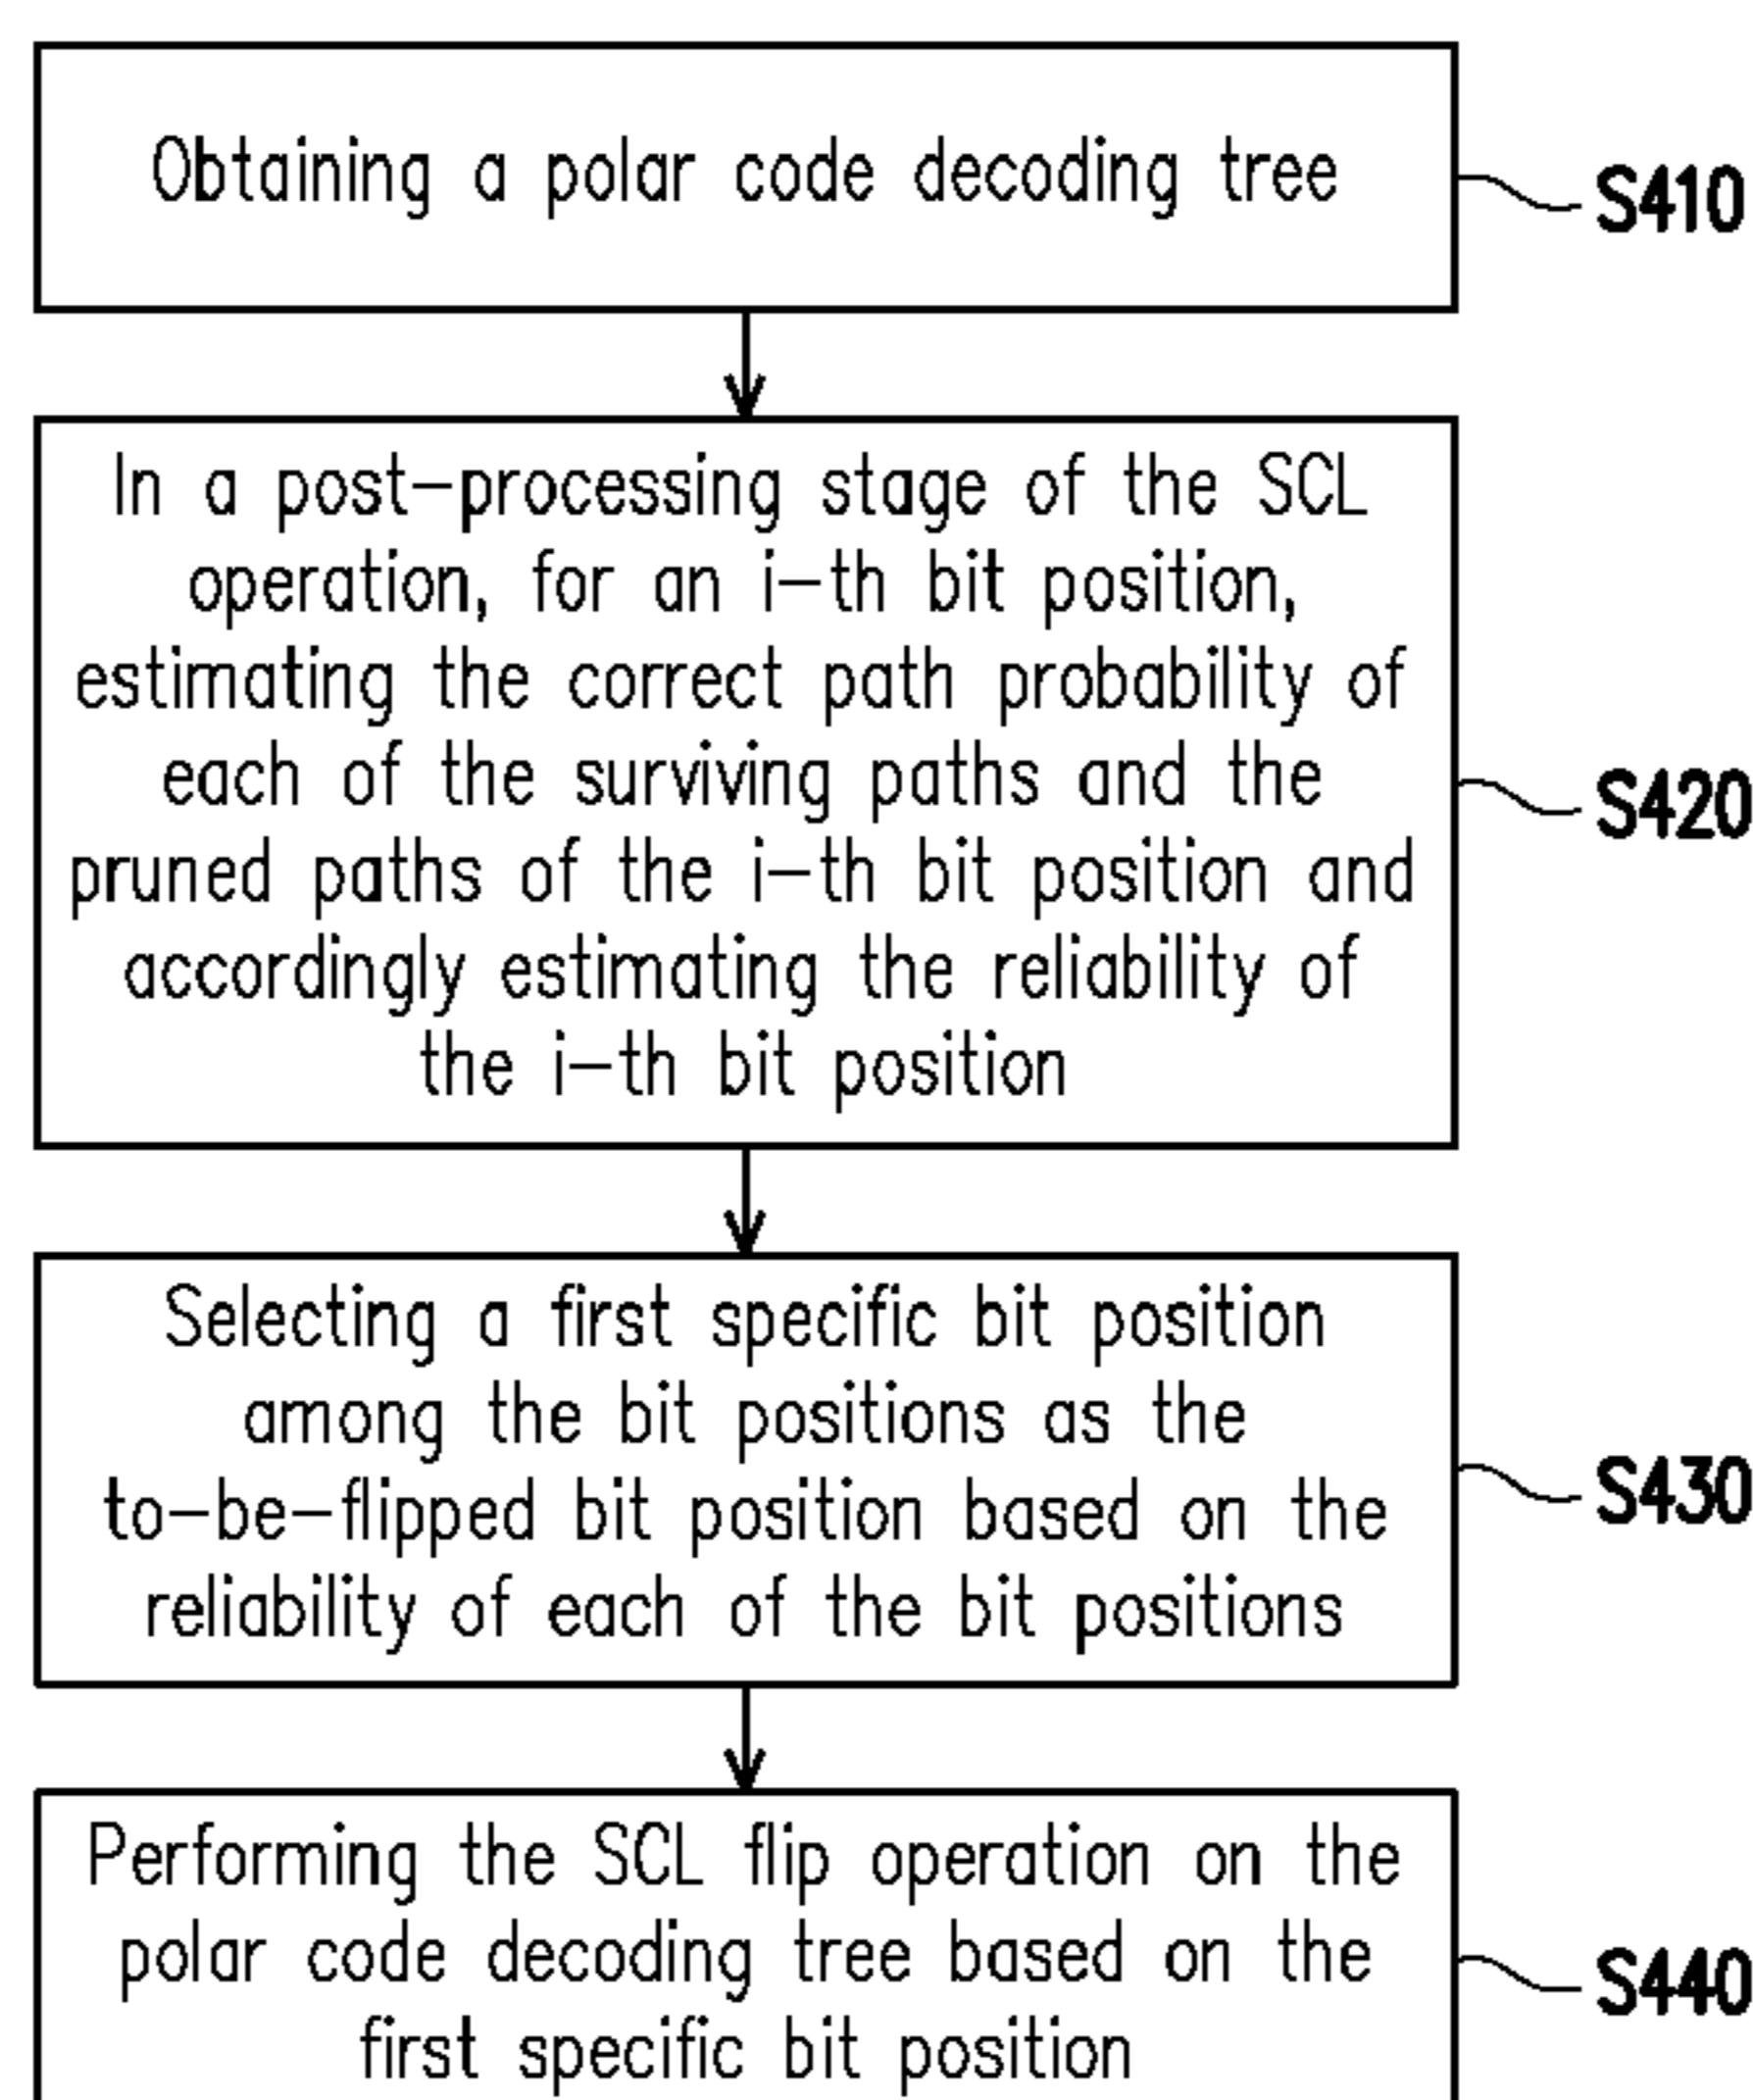 Obtaining a polar code decoding tree
S410
In a post-processing stage of the SCL
operation, for an i-th bit position,
estimating the correct path probability of
each of the surviving paths and the
pruned paths of the i-th bit position and
accordingly estimating the reliability of
the i-th bit position
S420
Selecting a first specific bit position
among the bit positions as the
to-be-flipped bit position based on the
reliability of each of the bit positions
S430
Performing the SCL flip operation on the
polar code decoding tree based on the
first specific bit position
S440